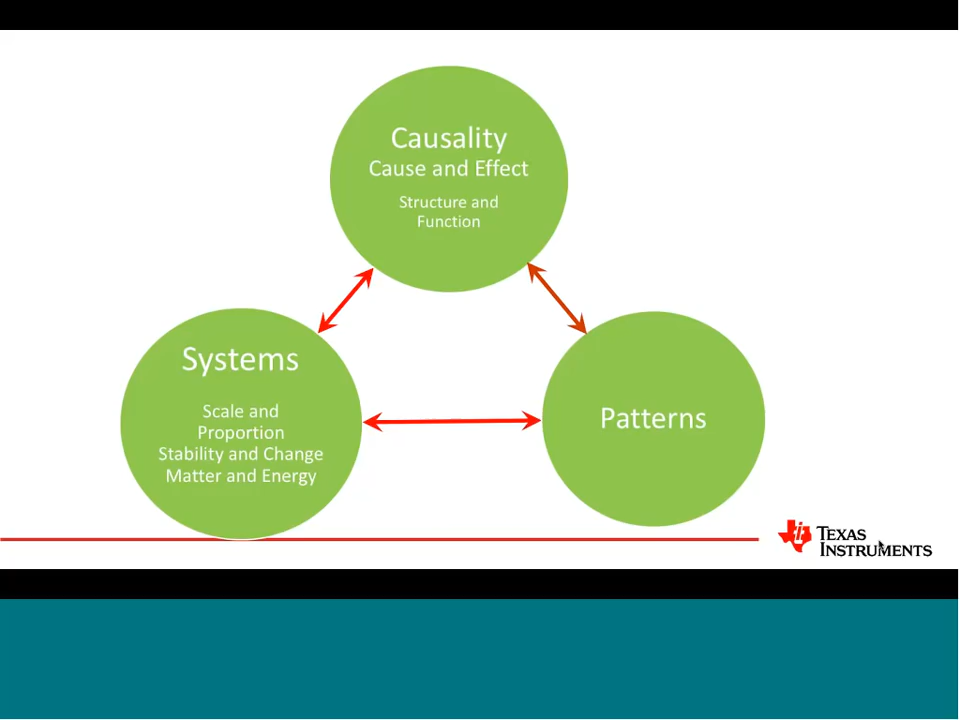 Causality
Cause and Effect
Structure and
Function
Systems
Scale and
Proportion
Stability and Change
Matter and Energy
Patterns
TEXAS
INSTRUMENTS